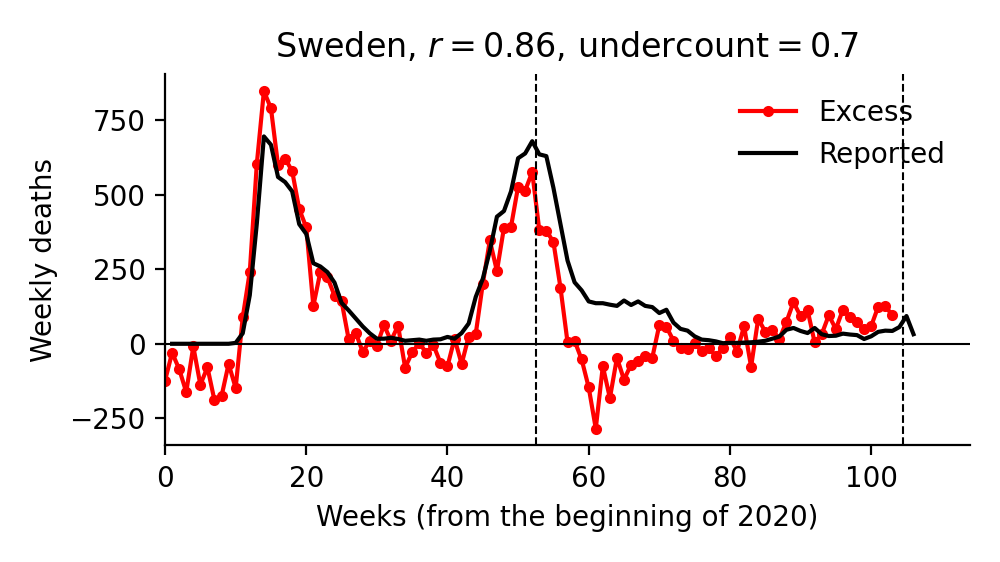 Sweden, r = 0.86, undercount = 0.7
Excess
Reported
Weekly deaths
750
500
250
0
−250
0 20 40 60 80 100
Weeks (from the beginning of 2020)